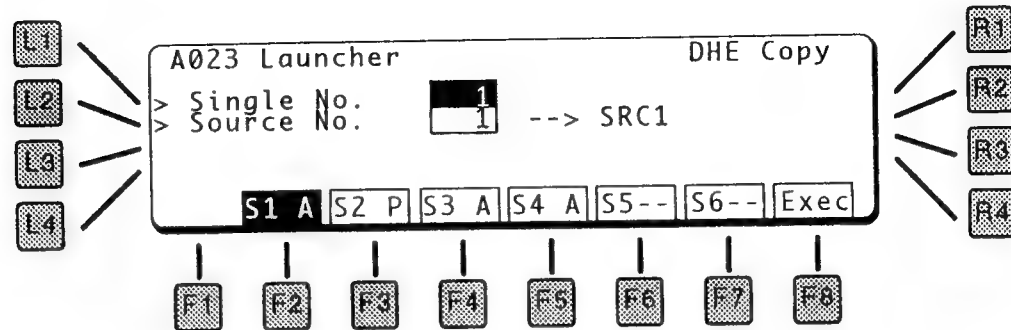 L1
L2
L3
L4
A023 Launcher DHE Copy
> Single No. 1
> Source No. 1 --> SRC1
S1 A S2 P S3 A S4 A S5-- S6-- Exec
R1
R2
R3
R4
F1 F2 F3 F4 F5 F6 F7 F8